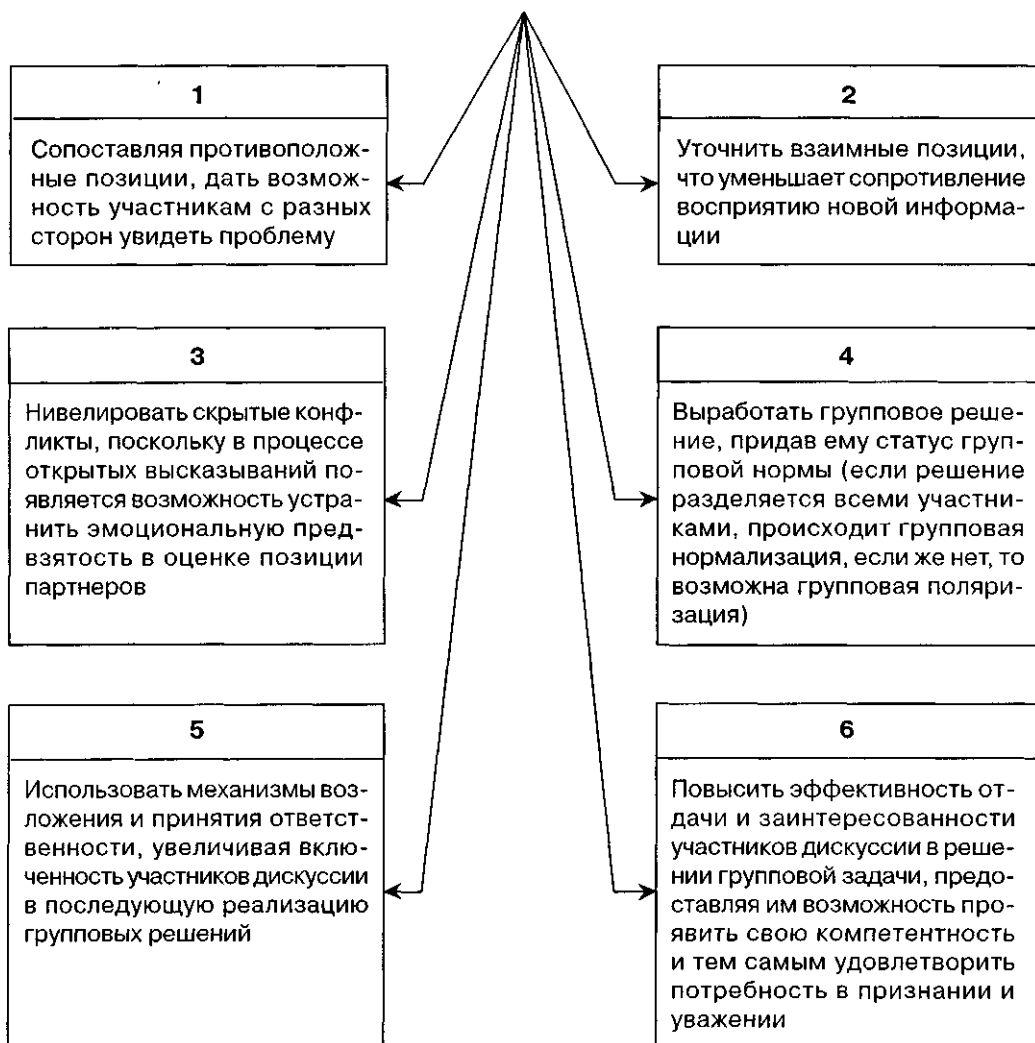 1
Сопоставляя противополож-
ные позиции, дать возмож-
ность участникам с разных
сторон увидеть проблему
2
Уточнить взаимные позиции,
что уменьшает сопротивление
восприятию новой информа-
ции
3
Нивелировать скрытые конф-
ликты, поскольку в процессе
открытых высказываний по-
является возможность устра-
нить эмоциональную пред-
взятость в оценке позиции
партнеров
4
Выработать групповое реше-
ние, придав ему статус груп-
повой нормы (если решение
разделяется всеми участни-
ками, происходит групповая
нормализация, если же нет, то
возможна групповая поляри-
зация)
5
Использовать механизмы воз-
ложения и принятия ответст-
венности, увеличивая вклю-
ченность участников дискуссии
в последующую реализацию
групповых решений
6
Повысить эффективность от-
дачи и заинтересованности
участников дискуссии в реше-
нии групповой задачи, предо-
ставляя им возможность про-
явить свою компетентность
и тем самым удовлетворить
потребность в признании и
уважении